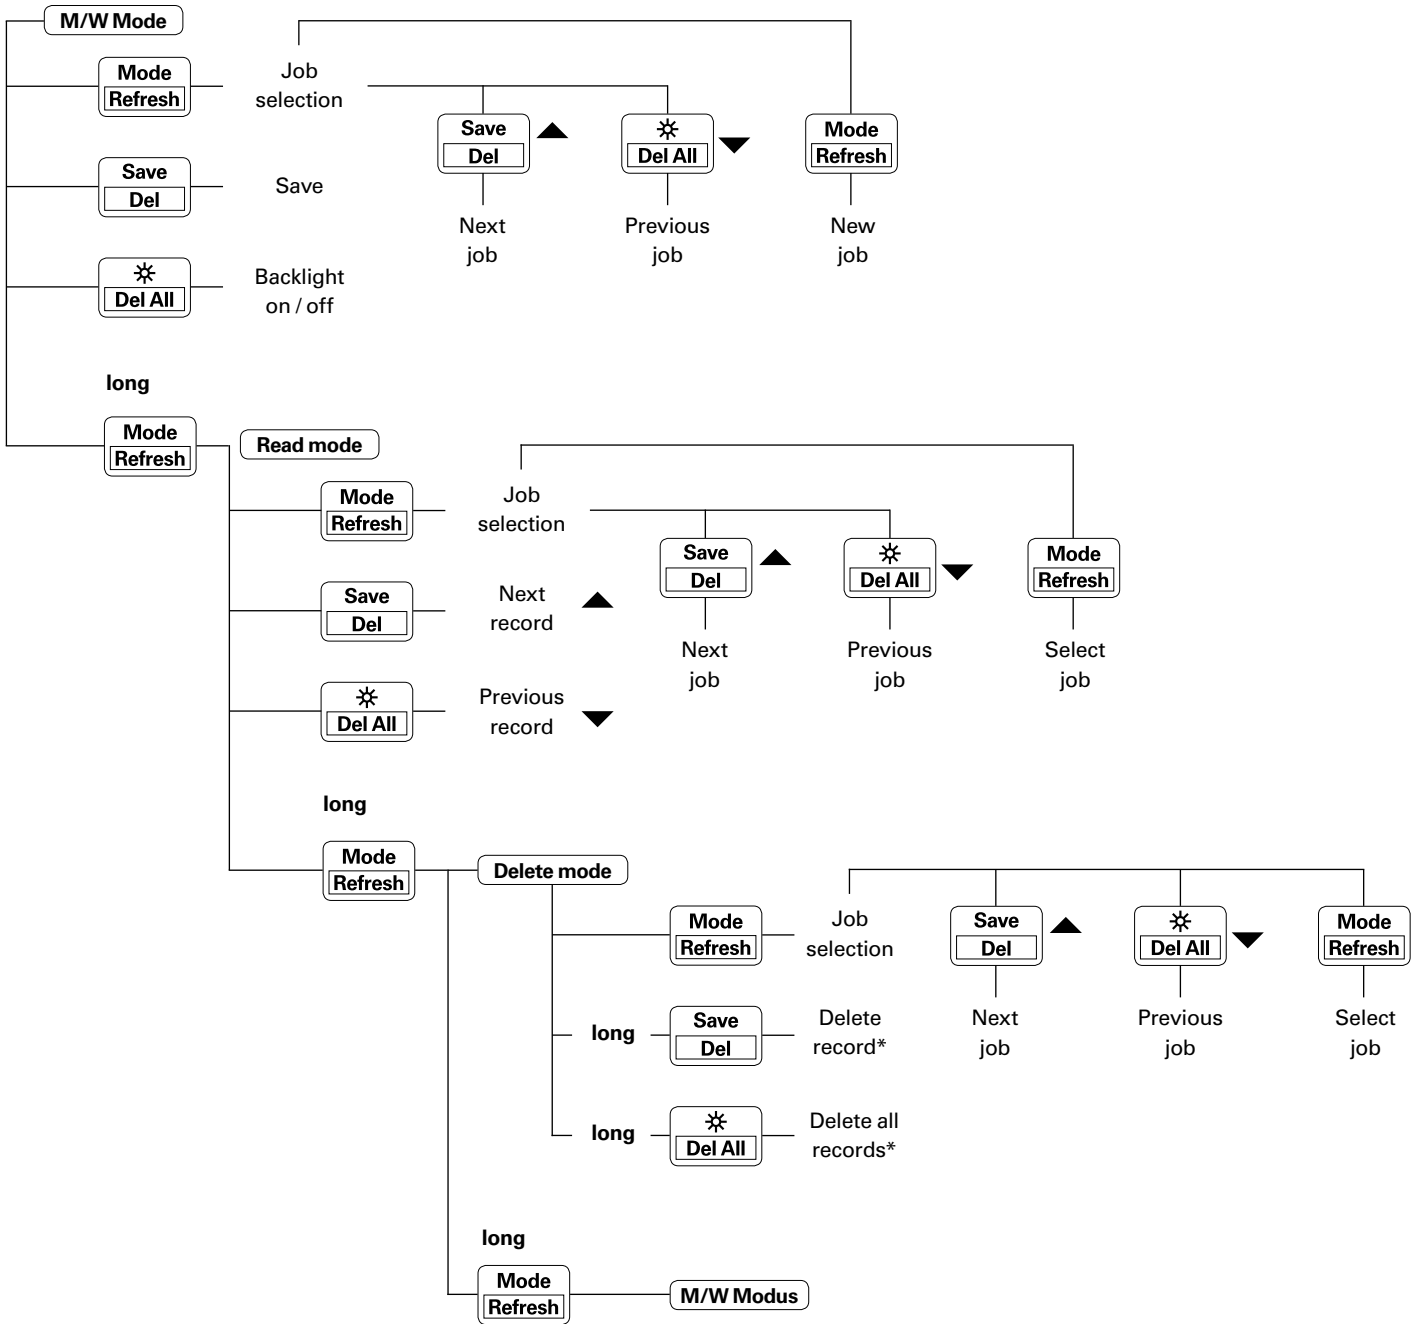 M/W Mode
Mode
Refresh
Job
selection
Save
Del
Next
job
Del All
Previous
job
Mode
Refresh
New
job
Save
Del
Save
Del All
Backlight
on / off
long
Mode
Refresh
Read mode
Mode
Refresh
Job
selection
Save
Del
Next
job
Del All
Previous
job
Mode
Refresh
Select
job
Save
Del
Next
record
Del All
Previous
record
long
Mode
Refresh
Delete mode
Mode
Refresh
Job
selection
Save
Del
Next
job
Del All
Previous
job
Mode
Refresh
Select
job
long
Save
Del
Delete
record*
long
Del All
Delete all
records*
long
Mode
Refresh
M/W Modus